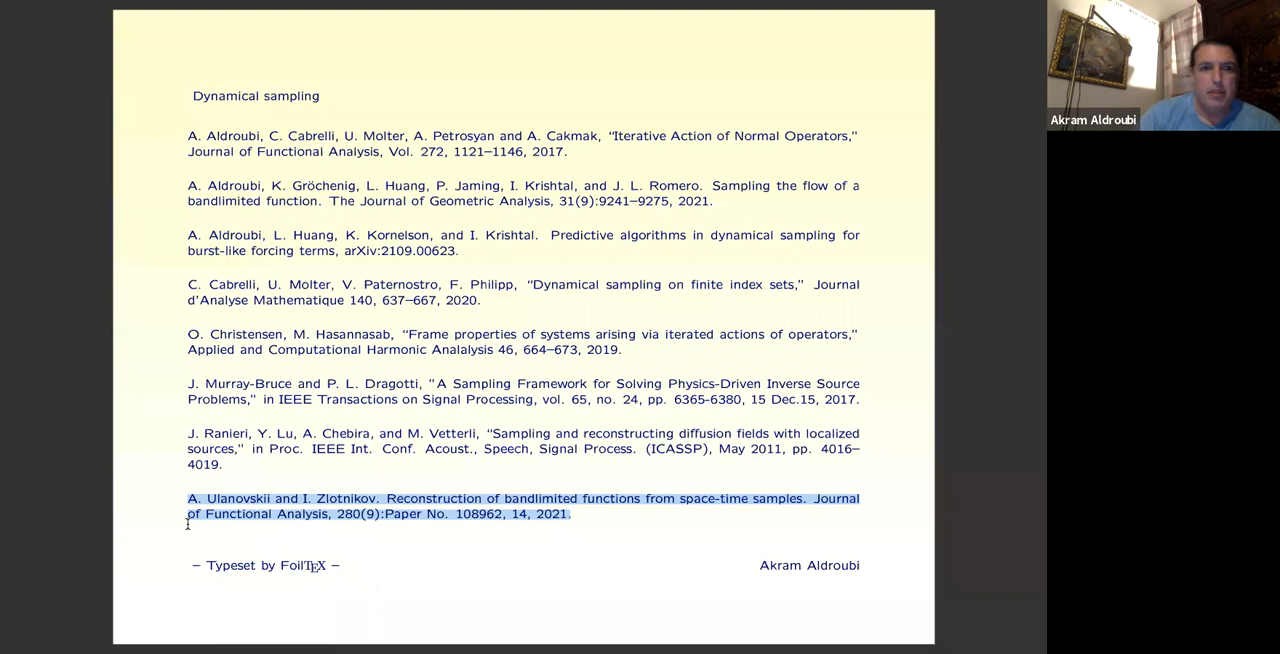 Dynamical sampling
A. Aldroubi, C. Cabrelli, U. Molter, A. Petrosyan and A. Cakmak, “Iterative Action of Normal Operators,”
Journal of Functional Analysis, Vol. 272, 1121–1146, 2017.
A. Aldroubi, K. Gröchenig, L. Huang, P. Jaming, I. Krishtal, and J. L. Romero. Sampling the flow of a
bandlimited function. The Journal of Geometric Analysis, 31(9):9241–9275, 2021.
A. Aldroubi, L. Huang, K. Kornelson, and I. Krishtal. Predictive algorithms in dynamical sampling for
burst-like forcing terms, arXiv:2109.00623.
C. Cabrelli, U. Molter, V. Paternostro, F. Philipp, “Dynamical sampling on finite index sets,” Journal
d'Analyse Mathematique 140, 637–667, 2020.
O. Christensen, M. Hasannasab, “Frame properties of systems arising via iterated actions of operators,”
Applied and Computational Harmonic Analalysis 46, 664–673, 2019.
J. Murray-Bruce and P. L. Dragotti, "A Sampling Framework for Solving Physics-Driven Inverse Source
Problems,” in IEEE Transactions on Signal Processing, vol. 65, no. 24, pp. 6365-6380, 15 Dec.15, 2017.
J. Ranieri, Y. Lu, A. Chebira, and M. Vetterli, “Sampling and reconstructing diffusion fields with localized
sources,” in Proc. IEEE Int. Conf. Acoust., Speech, Signal Process. (ICASSP), May 2011, pp. 4016–
4019.
A. Ulanovskii and I. Zlotnikov. Reconstruction of bandlimited functions from space-time samples. Journal
of Functional Analysis, 280(9):Paper No. 108962, 14, 2021.
– Typeset by FoilTEX –
Akram Aldroubi
Akram Aldroubi